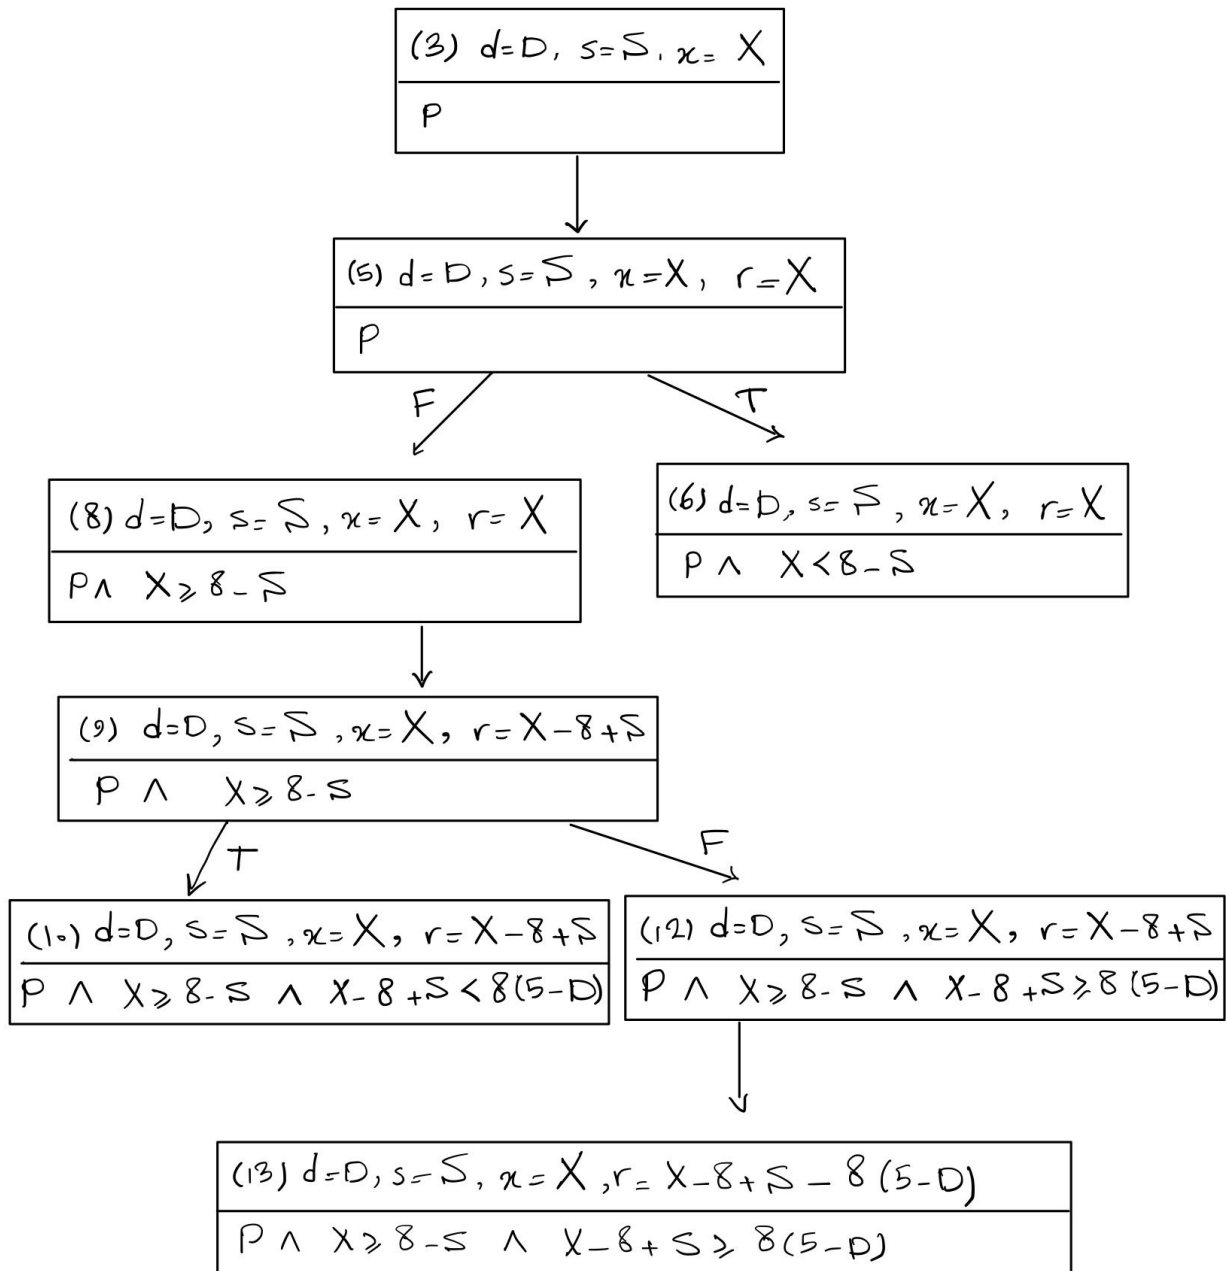 (3) d=D, s=S, x= X
P
(5) d=D, s=S, x=X, r=X
P
F
T
(8) d=D, s=S, x=X, r=X
P∧ X⩾8-S
(6) d=D, s=S, x=X, r=X
P∧ X<8-S
(9) d=D, s=S, x=X, r=X-8+S
P ∧ X⩾8-S
T
F
(10) d=D, s=S, x=X, r=X-8+S
P ∧ X⩾8-S ∧ X-8+S<8(5-D)
(12) d=D, s=S, x=X, r=X-8+S
P ∧ X⩾8-S ∧ X-8+S⩾8(5-D)
(13) d=D, s=S, x=X, r=X-8+S-8(5-D)
P∧ X⩾8-S ∧ X-8+S⩾8(5-D)